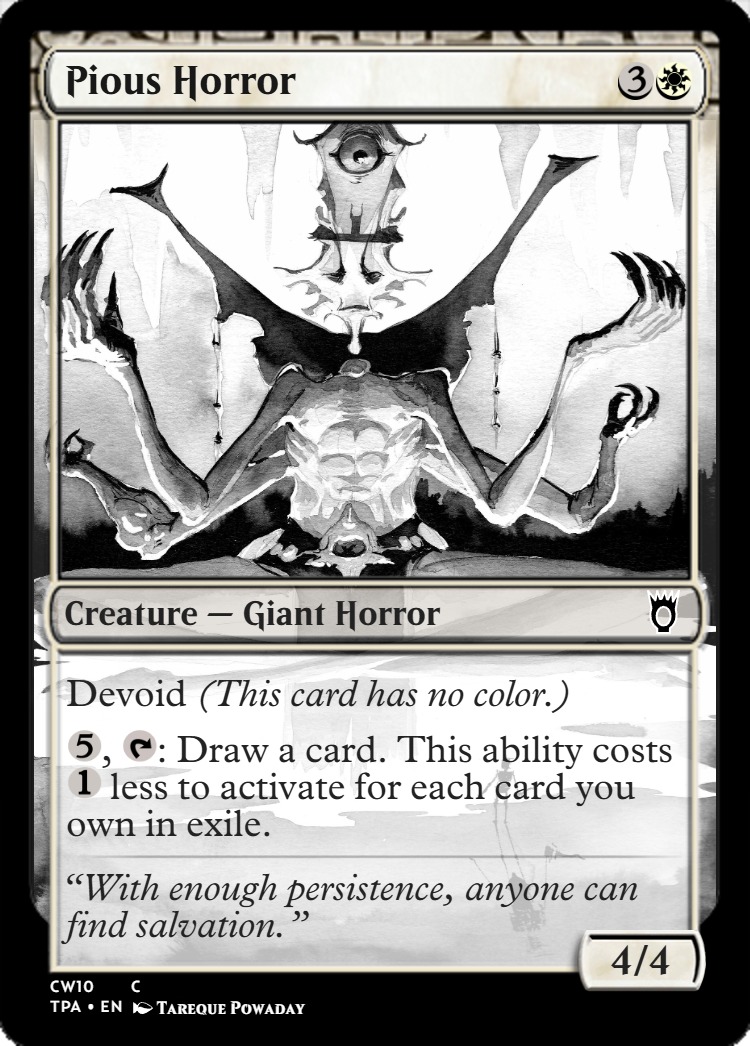 Pious Horror 3
Creature — Giant Horror
Devoid (This card has no color.)
5, : Draw a card. This ability costs
1 less to activate for each card you
own in exile.
“With enough persistence, anyone can
find salvation.”
4/4
CW10 C
TPA • EN TAREQUE POWADAY